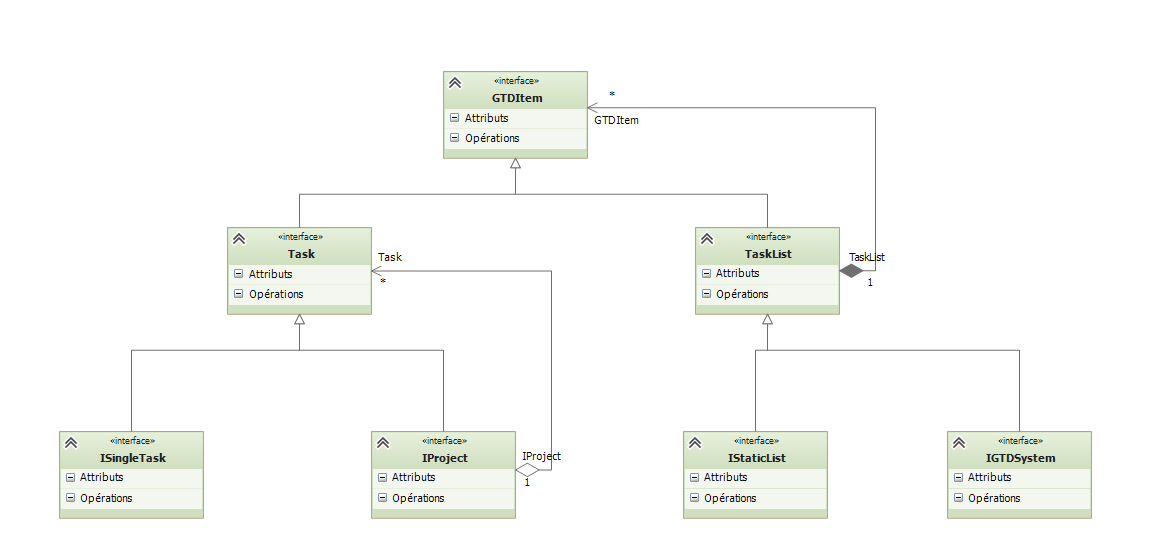 «interface»
GTDItem
Attributs
Opérations
*
GTDItem
«interface»
Task
Attributs
Opérations
Task
*
«interface»
TaskList
Attributs
Opérations
TaskList
1
«interface»
ISingleTask
Attributs
Opérations
«interface»
IProject
Attributs
Opérations
IProject
1
«interface»
IStaticList
Attributs
Opérations
«interface»
IGTDSystem
Attributs
Opérations